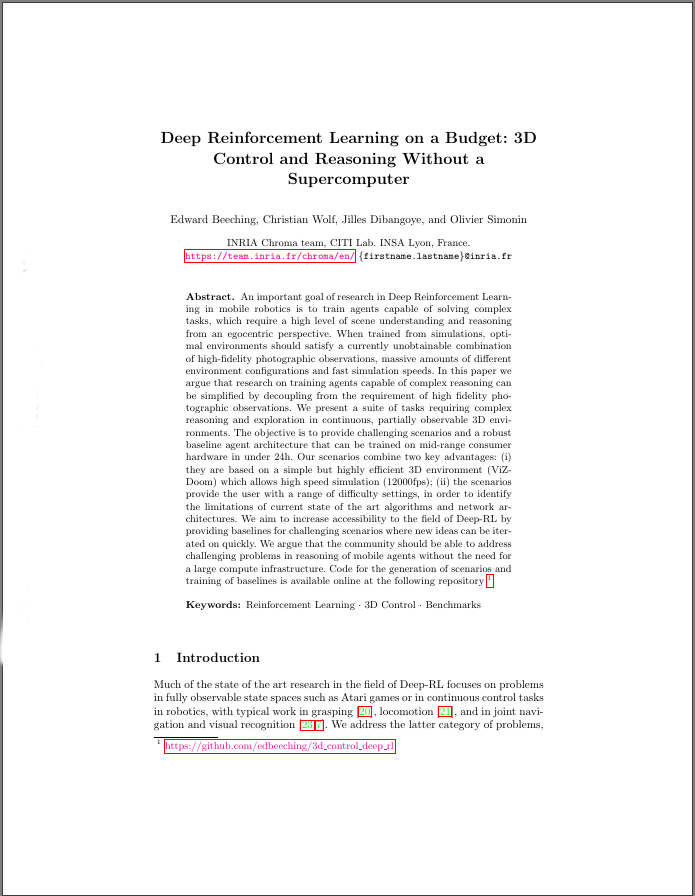 Deep Reinforcement Learning on a Budget: 3D
Control and Reasoning Without a
Supercomputer
Edward Beeching, Christian Wolf, Jilles Dibangoye, and Olivier Simonin
INRIA Chroma team, CITI Lab. INSA Lyon, France.
https://team.inria.fr/chroma/en/ {firstname.lastname}@inria.fr
Abstract. An important goal of research in Deep Reinforcement Learn-
ing in mobile robotics is to train agents capable of solving complex
tasks, which require a high level of scene understanding and reasoning
from an egocentric perspective. When trained from simulations, opti-
mal environments should satisfy a currently unobtainable combination
of high-fidelity photographic observations, massive amounts of different
environment configurations and fast simulation speeds. In this paper we
argue that research on training agents capable of complex reasoning can
be simplified by decoupling from the requirement of high fidelity pho-
tographic observations. We present a suite of tasks requiring complex
reasoning and exploration in continuous, partially observable 3D envi-
ronments. The objective is to provide challenging scenarios and a robust
baseline agent architecture that can be trained on mid-range consumer
hardware in under 24h. Our scenarios combine two key advantages: (i)
they are based on a simple but highly efficient 3D environment (ViZ-
Doom) which allows high speed simulation (12000fps); (ii) the scenarios
provide the user with a range of difficulty settings, in order to identify
the limitations of current state of the art algorithms and network ar-
chitectures. We aim to increase accessibility to the field of Deep-RL by
providing baselines for challenging scenarios where new ideas can be iter-
ated on quickly. We argue that the community should be able to address
challenging problems in reasoning of mobile agents without the need for
a large compute infrastructure. Code for the generation of scenarios and
training of baselines is available online at the following repository 1
Keywords: Reinforcement Learning · 3D Control · Benchmarks
1 Introduction
Much of the state of the art research in the field of Deep-RL focuses on problems
in fully observable state spaces such as Atari games or in continuous control tasks
in robotics, with typical work in grasping [20], locomotion [21], and in joint navi-
gation and visual recognition [23,7]. We address the latter category of problems,
1 https://github.com/edbeeching/3d_control_deep_rl